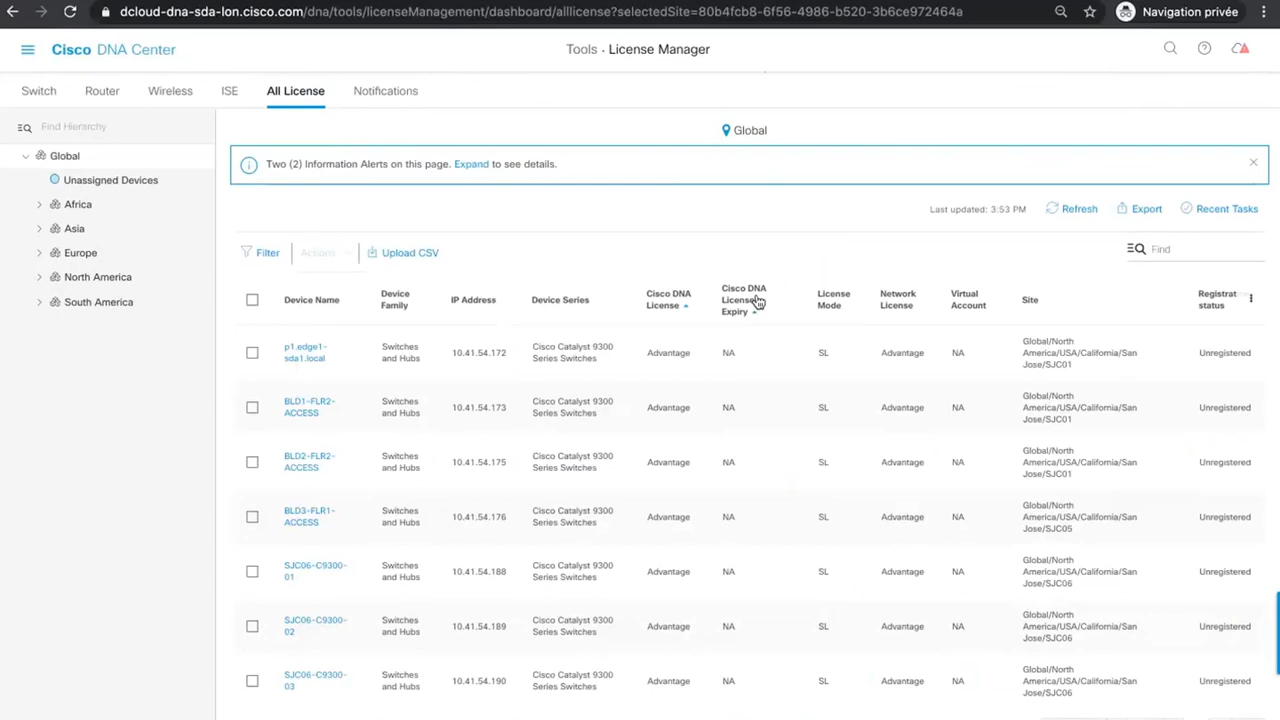 dcloud-dna-sda-lon.cisco.com/dna/tools/licenseManagement/dashboard/alllicense?selectedSite=80b4fcb8-6f56-4986-b520-3b6ce972464a
Navigation privée
Cisco DNA Center
Tools · License Manager
Switch Router Wireless ISE All License Notifications
Find Hierarchy
Global
Unassigned Devices
Africa
Asia
Europe
North America
South America
Global
Two (2) Information Alerts on this page. Expand to see details.
Last updated: 3:53 PM Refresh Export Recent Tasks
Filter Actions Upload CSV Find
Device Name
Device
Family
IP Address
Device Series
Cisco DNA
License
Cisco DNA
License
Expiry
License
Mode
Network
License
Virtual
Account
Site
Registrat
status
p1.edge1-
sda1.local
Switches
and Hubs
10.41.54.172
Cisco Catalyst 9300
Series Switches
Advantage
NA
SL
Advantage
NA
Global/North
America/USA/California/San
Jose/SJC01
Unregistered
BLD1-FLR2-
ACCESS
Switches
and Hubs
10.41.54.173
Cisco Catalyst 9300
Series Switches
Advantage
NA
SL
Advantage
NA
Global/North
America/USA/California/San
Jose/SJC01
Unregistered
BLD2-FLR2-
ACCESS
Switches
and Hubs
10.41.54.175
Cisco Catalyst 9300
Series Switches
Advantage
NA
SL
Advantage
NA
Global/North
America/USA/California/San
Jose/SJC01
Unregistered
BLD3-FLR1-
ACCESS
Switches
and Hubs
10.41.54.176
Cisco Catalyst 9300
Series Switches
Advantage
NA
SL
Advantage
NA
Global/North
America/USA/California/San
Jose/SJC05
Unregistered
SJC06-C9300-
01
Switches
and Hubs
10.41.54.188
Cisco Catalyst 9300
Series Switches
Advantage
NA
SL
Advantage
NA
Global/North
America/USA/California/San
Jose/SJC06
Unregistered
SJC06-C9300-
02
Switches
and Hubs
10.41.54.189
Cisco Catalyst 9300
Series Switches
Advantage
NA
SL
Advantage
NA
Global/North
America/USA/California/San
Jose/SJC06
Unregistered
SJC06-C9300-
03
Switches
and Hubs
10.41.54.190
Cisco Catalyst 9300
Series Switches
Advantage
NA
SL
Advantage
NA
Global/North
America/USA/California/San
Jose/SJC06
Unregistered